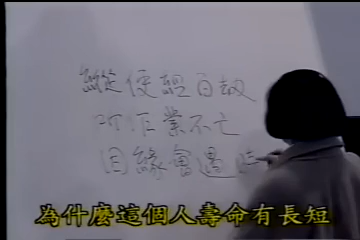 縱使經百劫
所作業不亡
因緣會遇
為什麼這個人壽命有長短